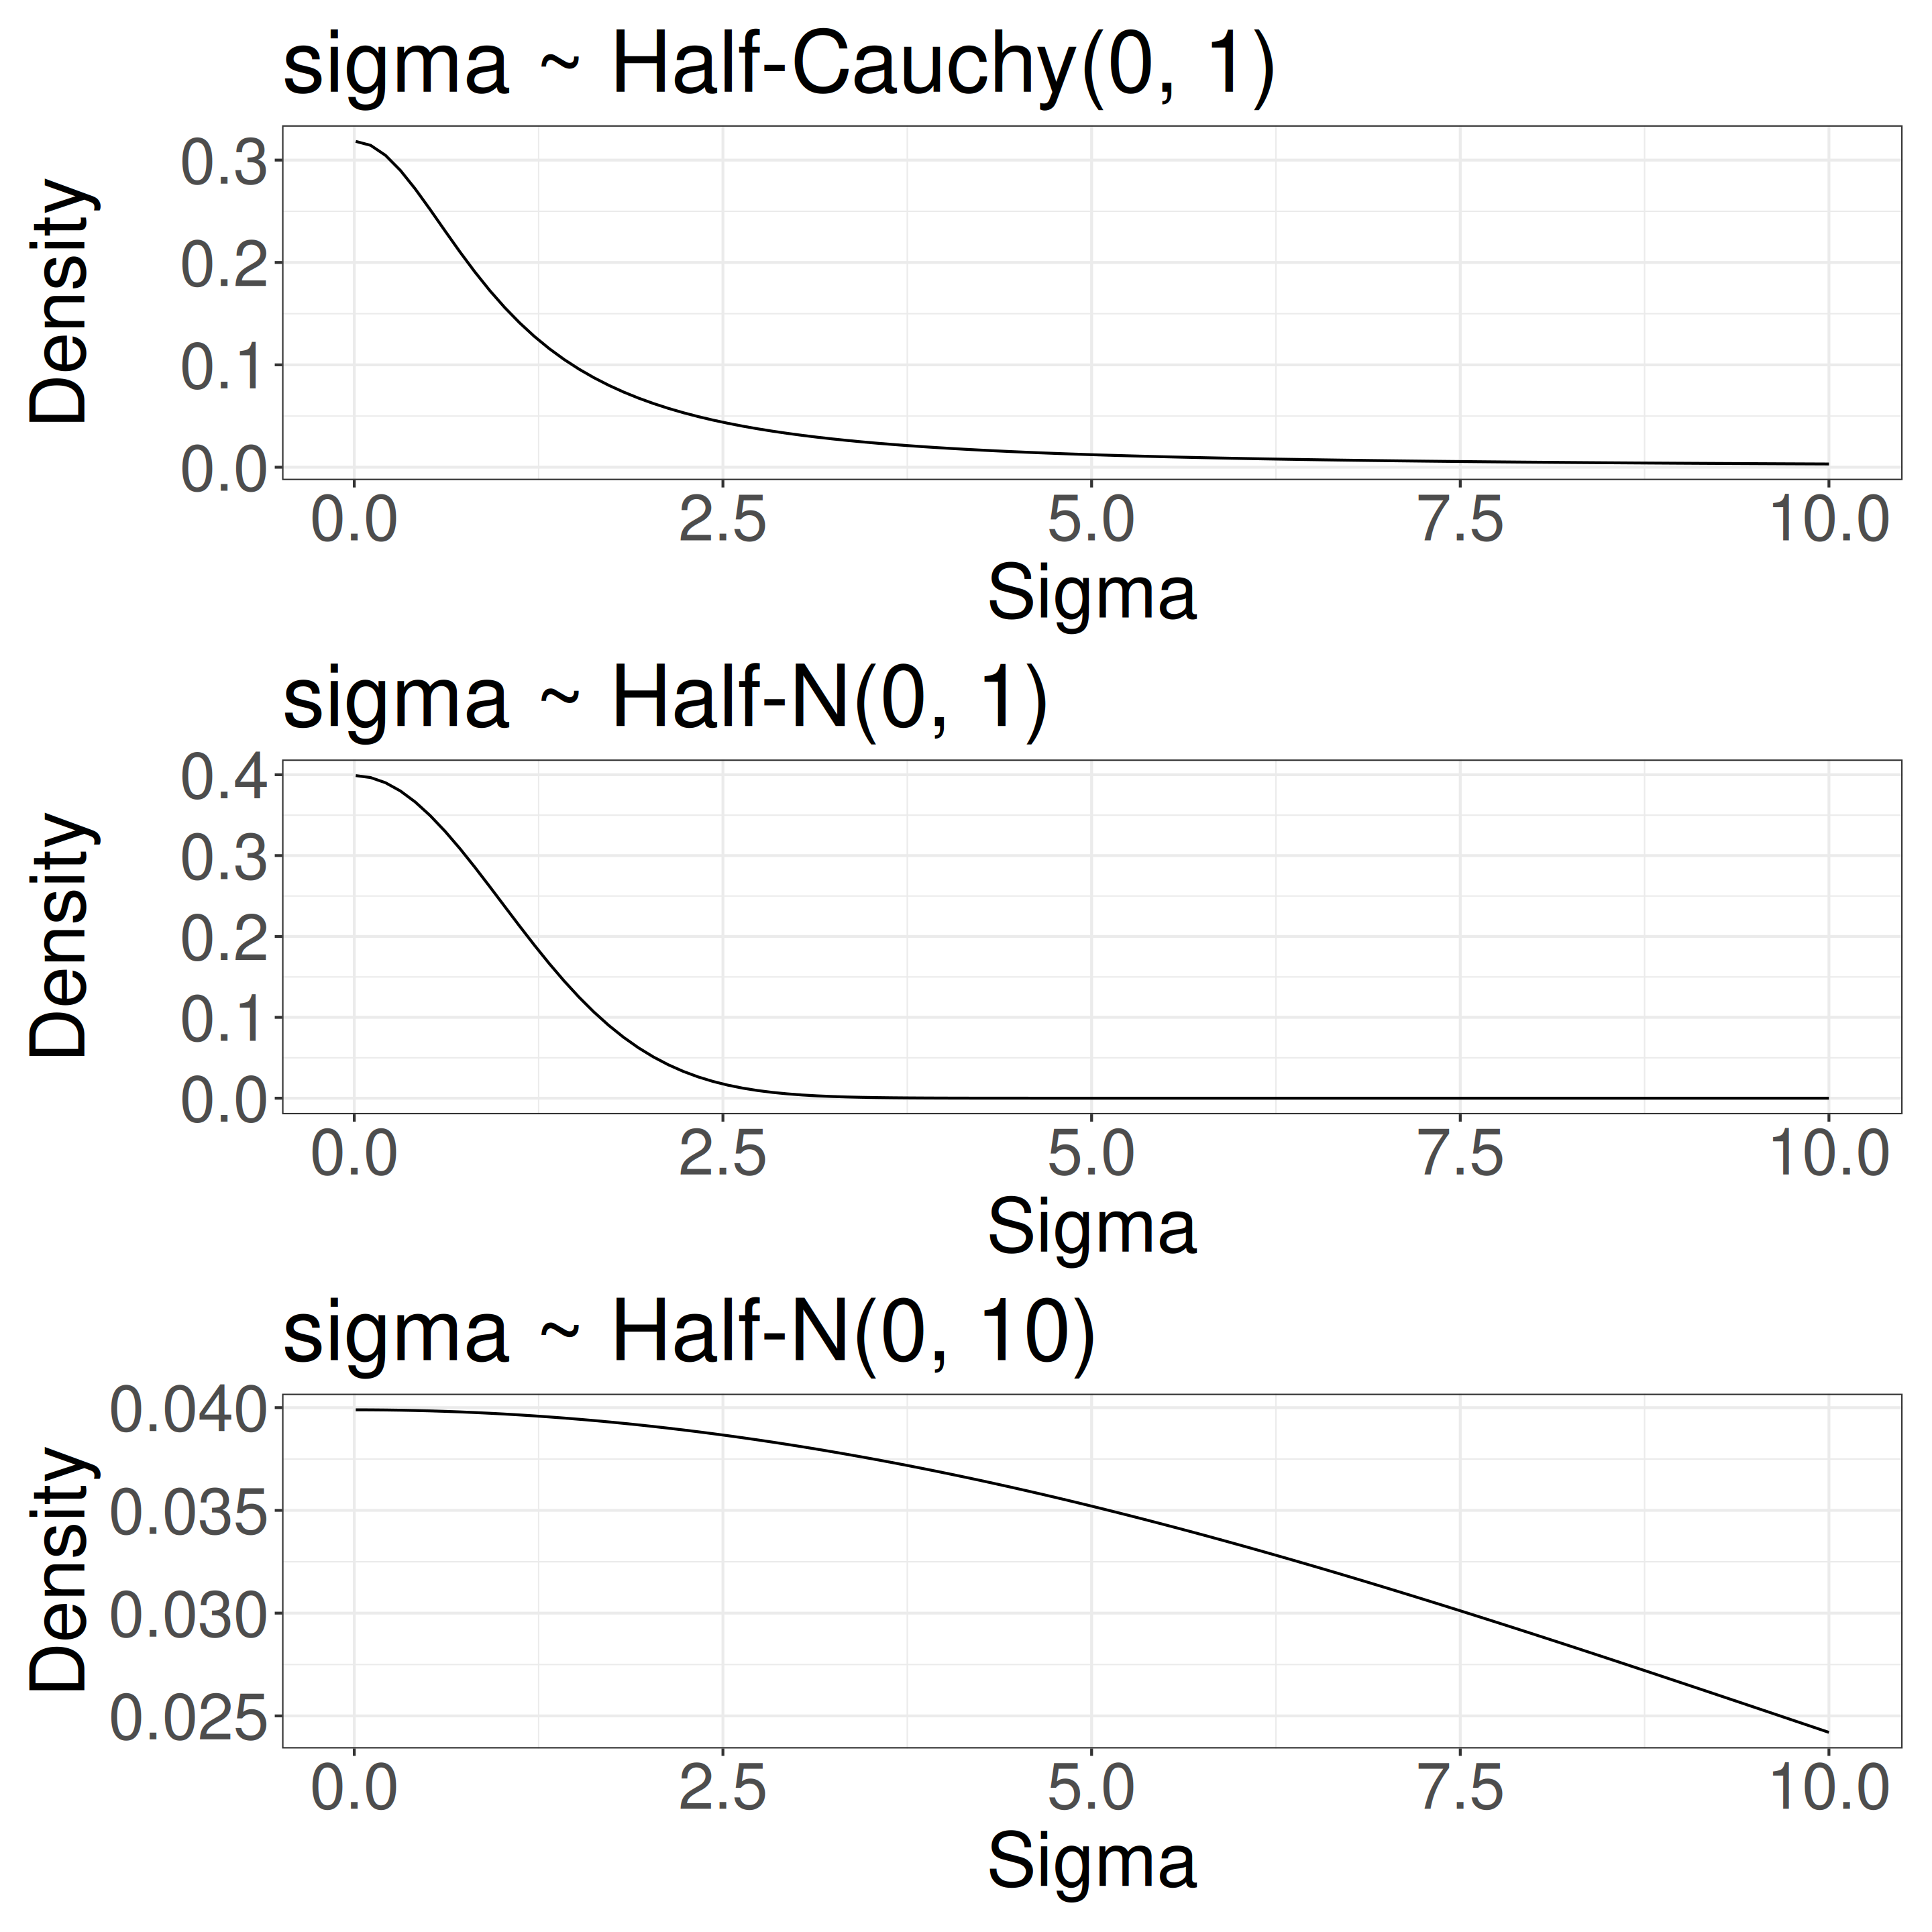 sigma ~ Half-Cauchy(0, 1)
Density
0.3
0.2
0.1
0.0
0.0 2.5 5.0 7.5 10.0
Sigma
sigma ~ Half-N(0, 1)
Density
0.4
0.3
0.2
0.1
0.0
0.0 2.5 5.0 7.5 10.0
Sigma
sigma ~ Half-N(0, 10)
Density
0.040
0.035
0.030
0.025
0.0 2.5 5.0 7.5 10.0
Sigma